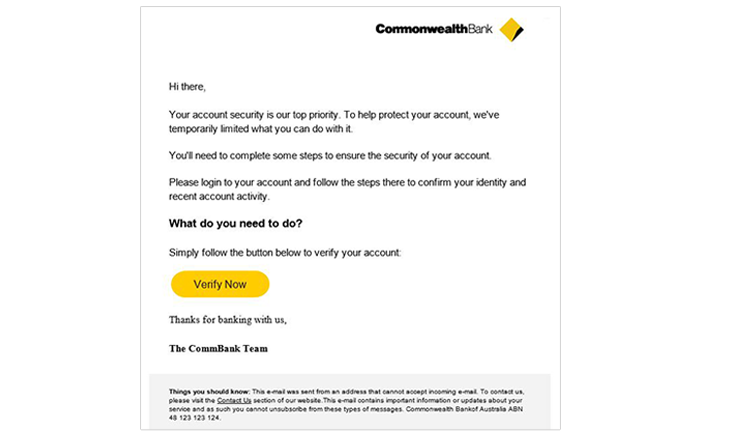 CommonwealthBank
Hi there,
Your account security is our top priority. To help protect your account, we've
temporarily limited what you can do with it.
You'll need to complete some steps to ensure the security of your account.
Please login to your account and follow the steps there to confirm your identity and
recent account activity.
What do you need to do?
Simply follow the button below to verify your account:
Verify Now
Thanks for banking with us,
The CommBank Team
Things you should know: This e-mail was sent from an address that cannot accept incoming e-mail. To contact us,
please visit the Contact Us section of our website.This e-mail contains important information or updates about your
service and as such you cannot unsubscribe from these types of messages. Commonwealth Bankof Australia ABN
48 123 123 124.